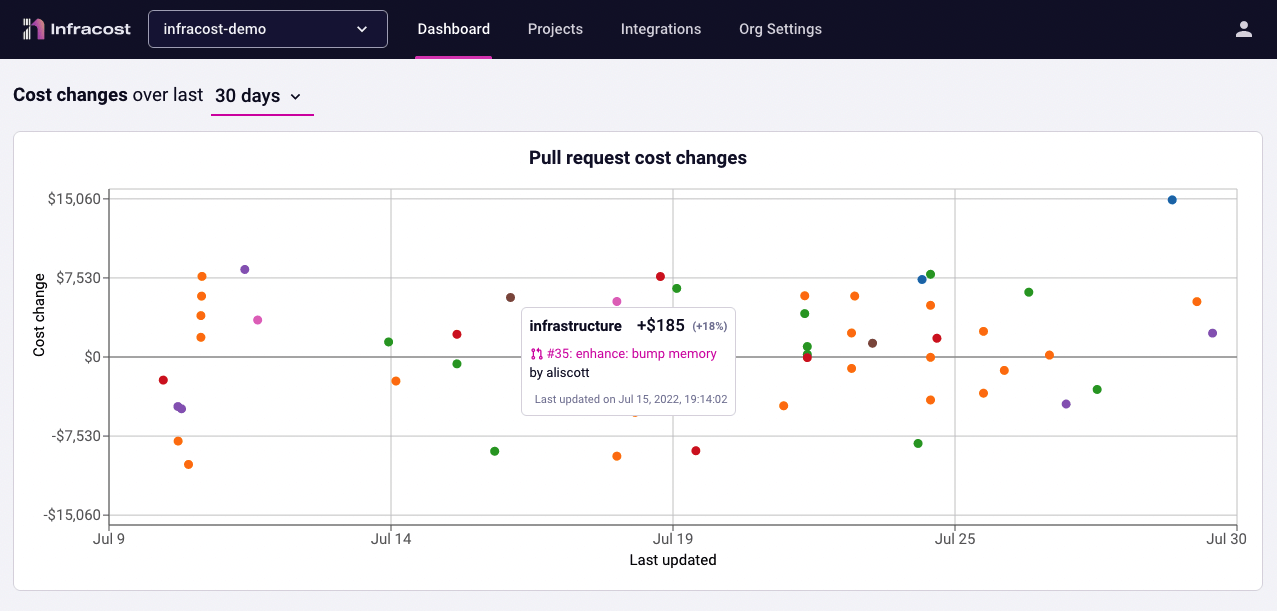 Infracost
infracost-demo
Dashboard
Projects
Integrations
Org Settings
Cost changes over last 30 days
Pull request cost changes
$15,060
$7,530
$0
-$7,530
-$15,060
Cost change
infrastructure +$185 (+18%)
#35: enhance: bump memory
by aliscott
Last updated on Jul 15, 2022, 19:14:02
Jul 9
Jul 14
Jul 19
Jul 25
Jul 30
Last updated